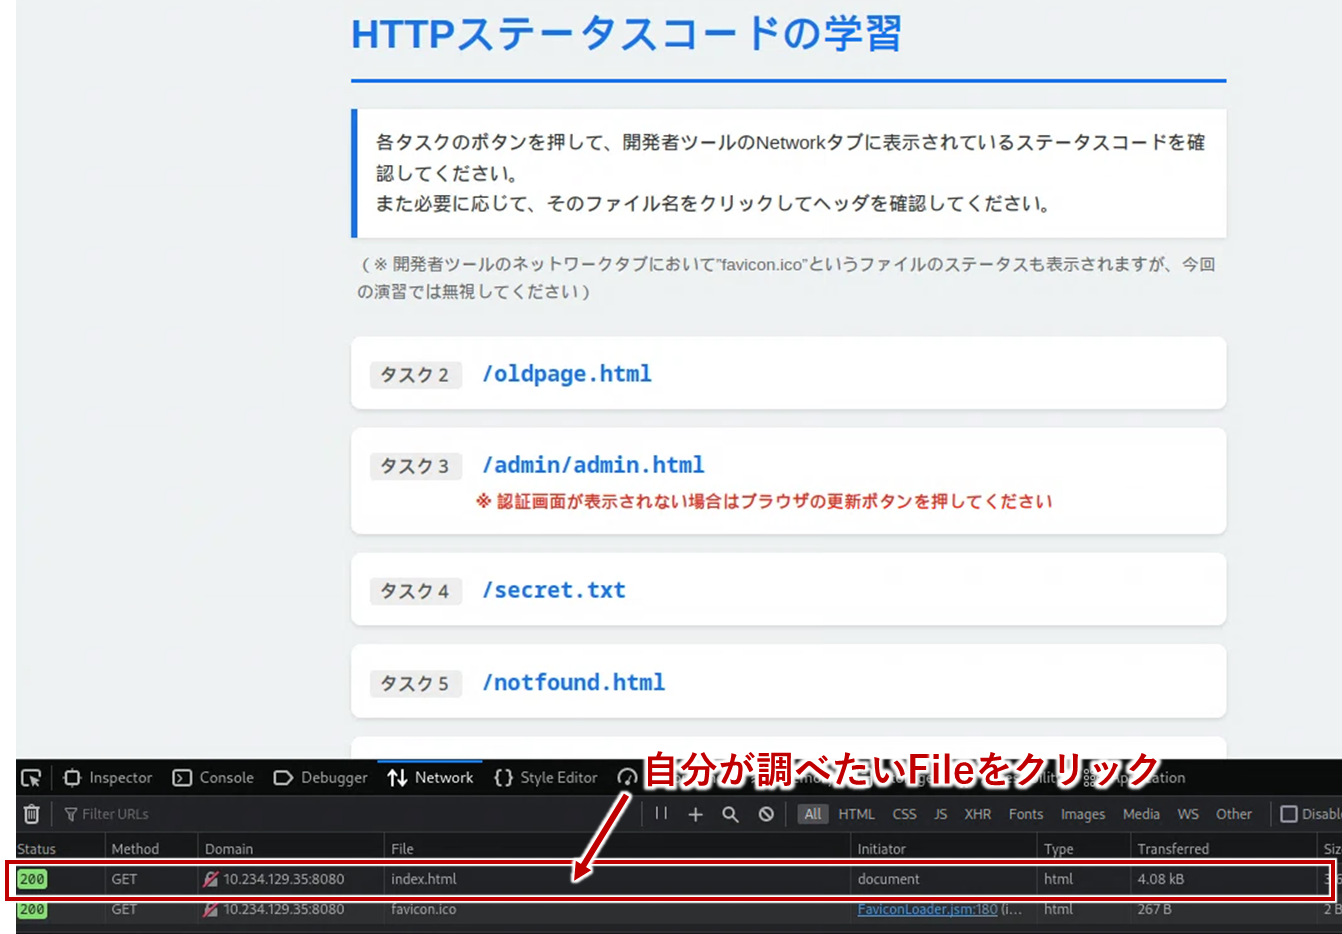 HTTPステータスコードの学習
各タスクのボタンを押して、開発者ツールのNetworkタブに表示されているステータスコードを確
認してください。
また必要に応じて、そのファイル名をクリックしてヘッダを確認してください。
( ※ 開発者ツールのネットワークタブにおいて"favicon.ico"というファイルのステータスも表示されますが、今回
の演習では無視してください )
タスク 2 /oldpage.html
タスク 3 /admin/admin.html
※ 認証画面が表示されない場合はブラウザの更新ボタンを押してください
タスク 4 /secret.txt
タスク 5 /notfound.html
自分が調べたいFileをクリック
Inspector Console Debugger Network {} Style Editor
Filter URLs All HTML CSS JS XHR Fonts Images Media WS Other Disabl
Status Method Domain File Initiator Type Transferred Siz
200 GET 10.234.129.35:8080 index.html document html 4.08 kB
200 GET 10.234.129.35:8080 favicon.ico FaviconLoader.jsm:180 (i... html 267 B 2 B